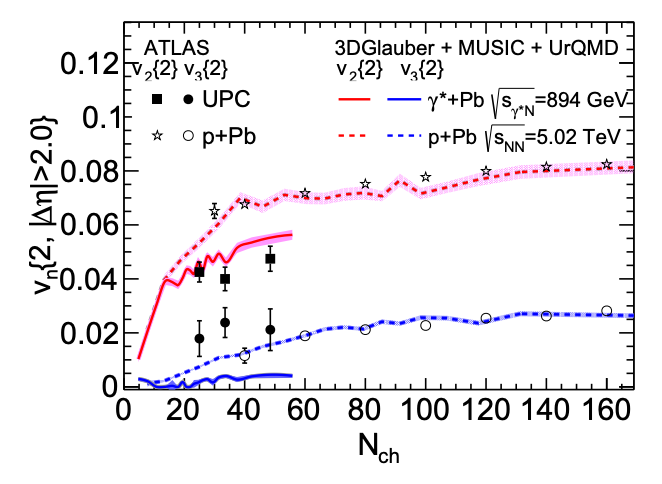 ATLAS 3DGlauber + MUSIC + UrQMD
v2{2} v3{2} v2{2} v3{2}
UPC γ*+Pb √sγ*N=894 GeV
p+Pb p+Pb √sNN=5.02 TeV
vn{2, |Δη|>2.0}
0.12
0.1
0.08
0.06
0.04
0.02
0
0 20 40 60 80 100 120 140 160
Nch